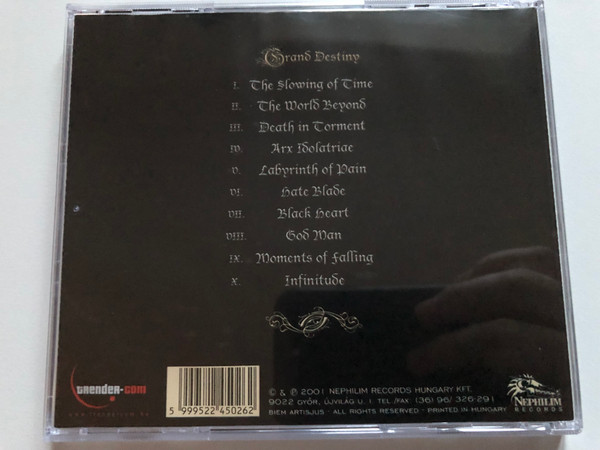 Grand Destiny
I. The Slowing of Time
II. The World Beyond
III. Death in Torment
IV. Arx Idolatriae
V. Labyrinth of Pain
VI. Hate Blade
VII. Black Heart
VIII. God Man
IX. Moments of Falling
X. Infinitude
© & ℗ 2001 NEPHILIM RECORDS HUNGARY KFT.
9022 GYŐR, ÚJVILÁG U. 1. TEL./FAX: (36) 96/ 326-291
BIEM ARTISJUS · ALL RIGHTS RESERVED · PRINTED IN HUNGARY
5 999522 450262
NEPHILIM
RECORDS